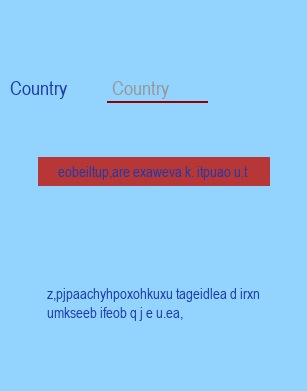 Country Country
eobeiltup,are exaweva k. itpuao u.t
z,pjpaachyhpoxohkuxu tageidlea d irxn
umkseeb ifeob q j e u.ea,